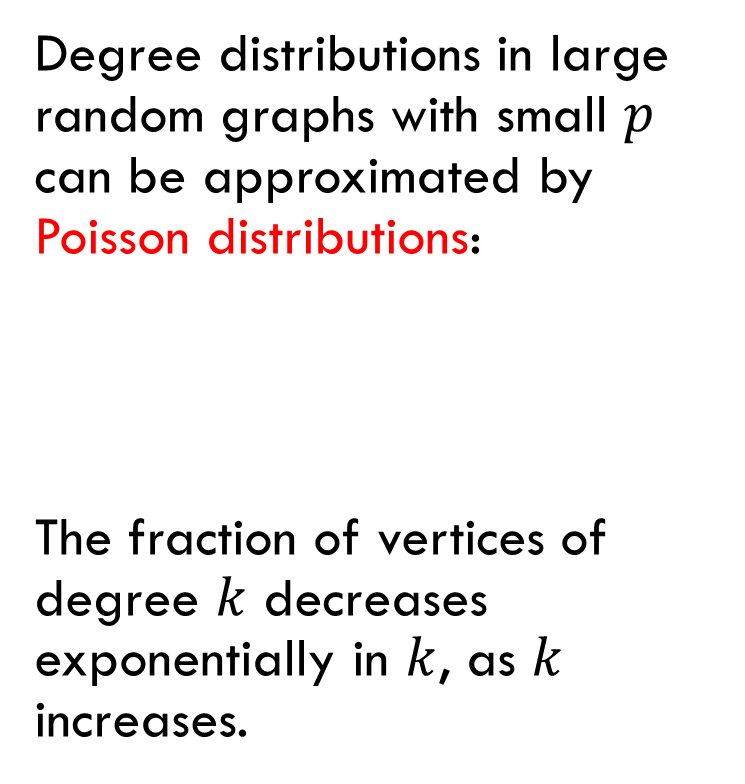 Degree distributions in large
random graphs with small p
can be approximated by
Poisson distributions:
The fraction of vertices of
degree k decreases
exponentially in k, as k
increases.